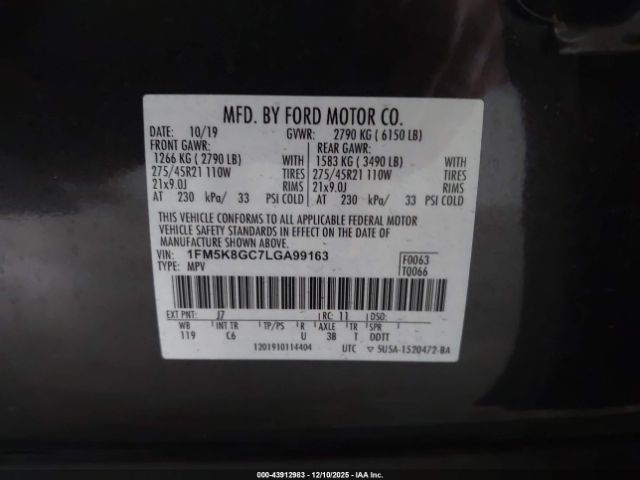 MFD. BY FORD MOTOR CO.
DATE: 10/19 GVWR: 2790 KG ( 6150 LB)
FRONT GAWR: REAR GAWR:
1266 KG ( 2790 LB) WITH 1583 KG ( 3490 LB) WITH
275/45R21 110W TIRES 275/45R21 110W TIRES
21x9.0J RIMS 21x9.0J RIMS
AT 230 kPa/ 33 PSI COLD AT 230 kPa/ 33 PSI COLD
THIS VEHICLE CONFORMS TO ALL APPLICABLE FEDERAL MOTOR
VEHICLE SAFETY STANDARDS IN EFFECT ON THE DATE OF
MANUFACTURE SHOWN ABOVE.
VIN: 1FM5K8GC7LGA99163 F0063
TYPE: MPV T0066
EXT PNT: J7 RC: 11 DSO:
WB INT TR TP/PS R AXLE TR SPR
119 C6 U 3B T DDTT
1201910114404 UTC ▽ 5U5A-1520472-BA
000-43912983 - 12/10/2025 - IAA Inc.